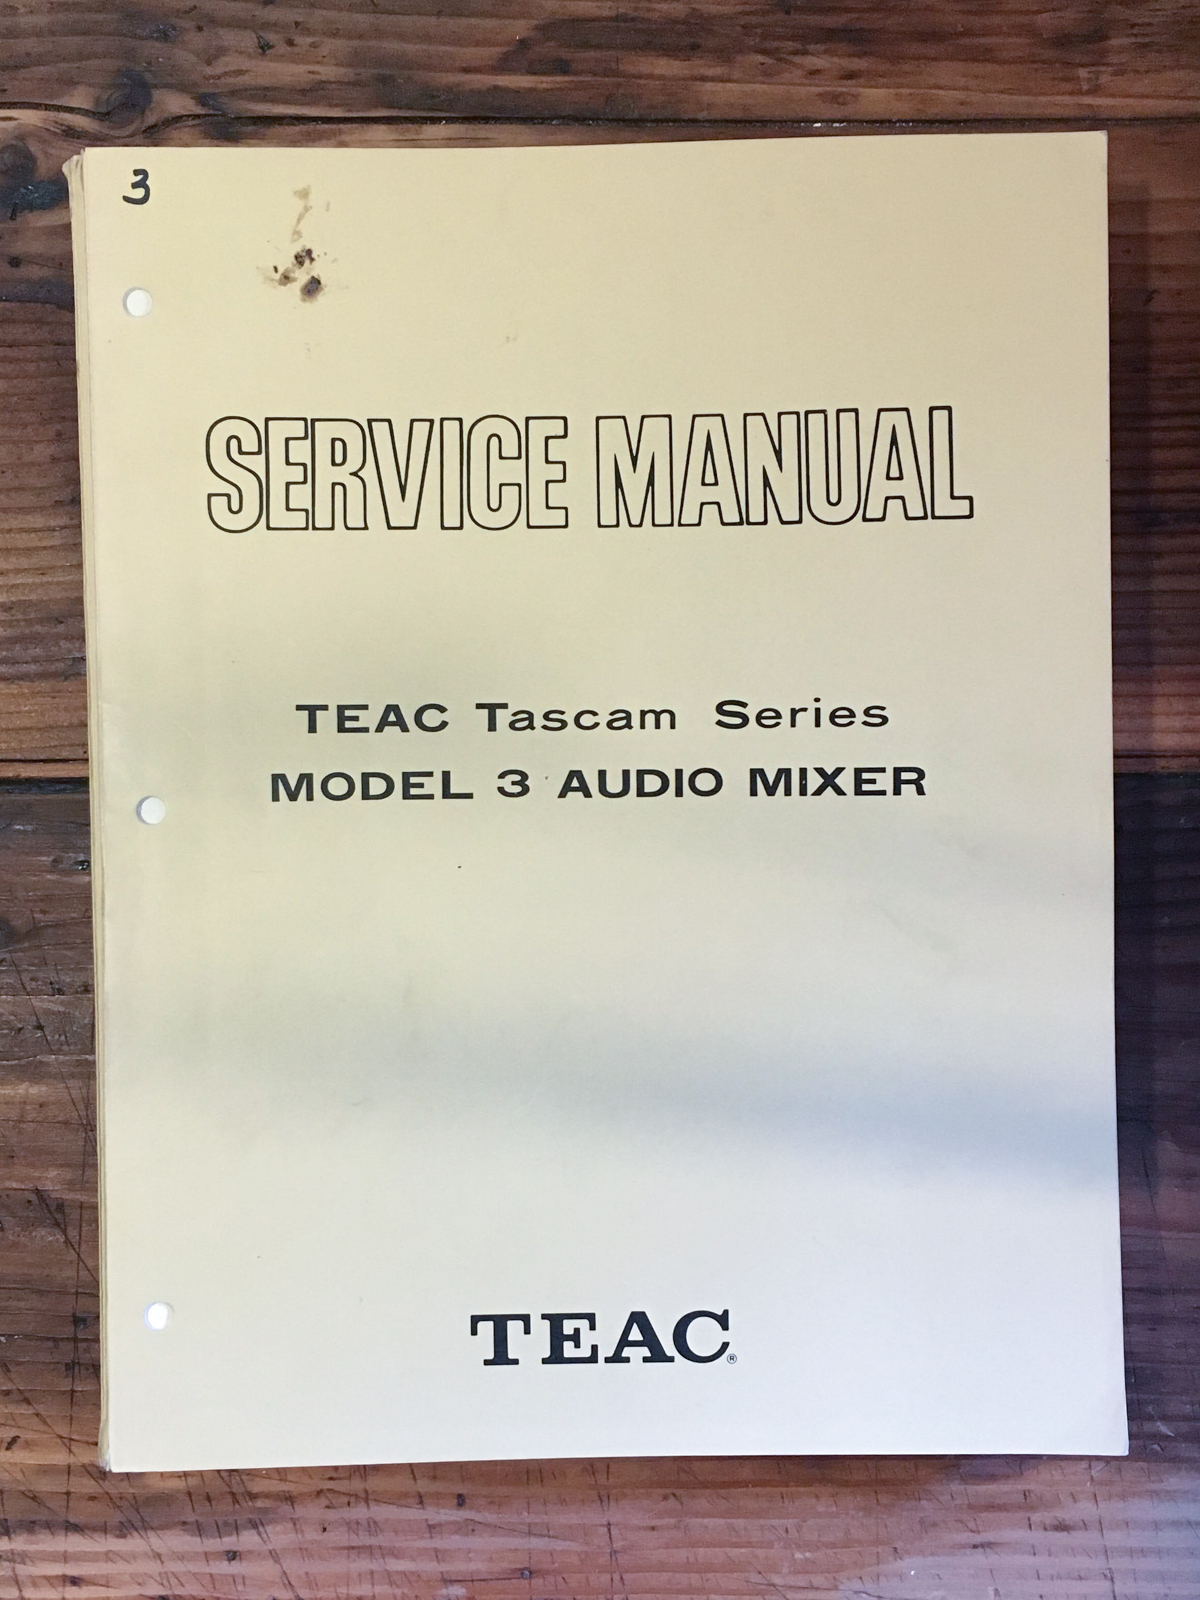 3
SERVICE MANUAL
TEAC Tascam Series
MODEL 3 AUDIO MIXER
TEAC®